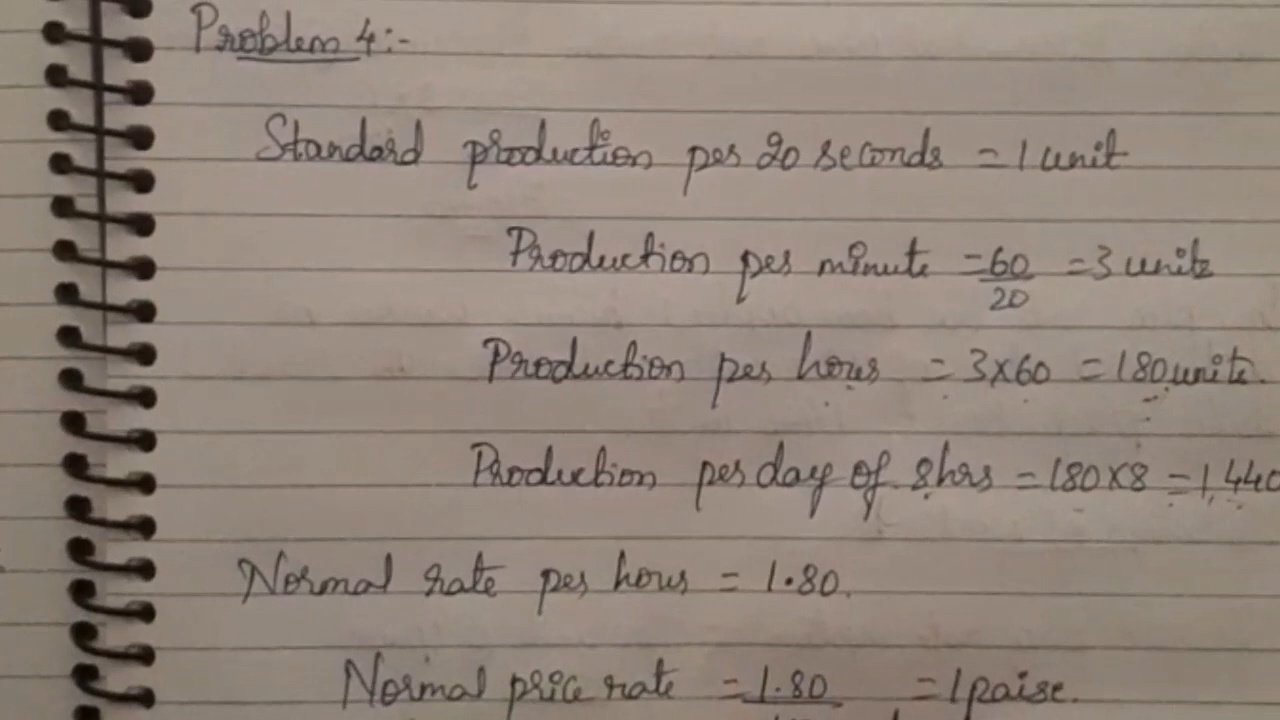 Problem 4:-
Standard production per 20 seconds = 1 unit
Production per minute = 60/20 = 3 units
Production per hour = 3x60 = 180 units.
Production per day of 8hrs = 180x8 = 1,440
Normal rate per hour = 1.80.
Normal price rate = 1.80 = 1 paise.